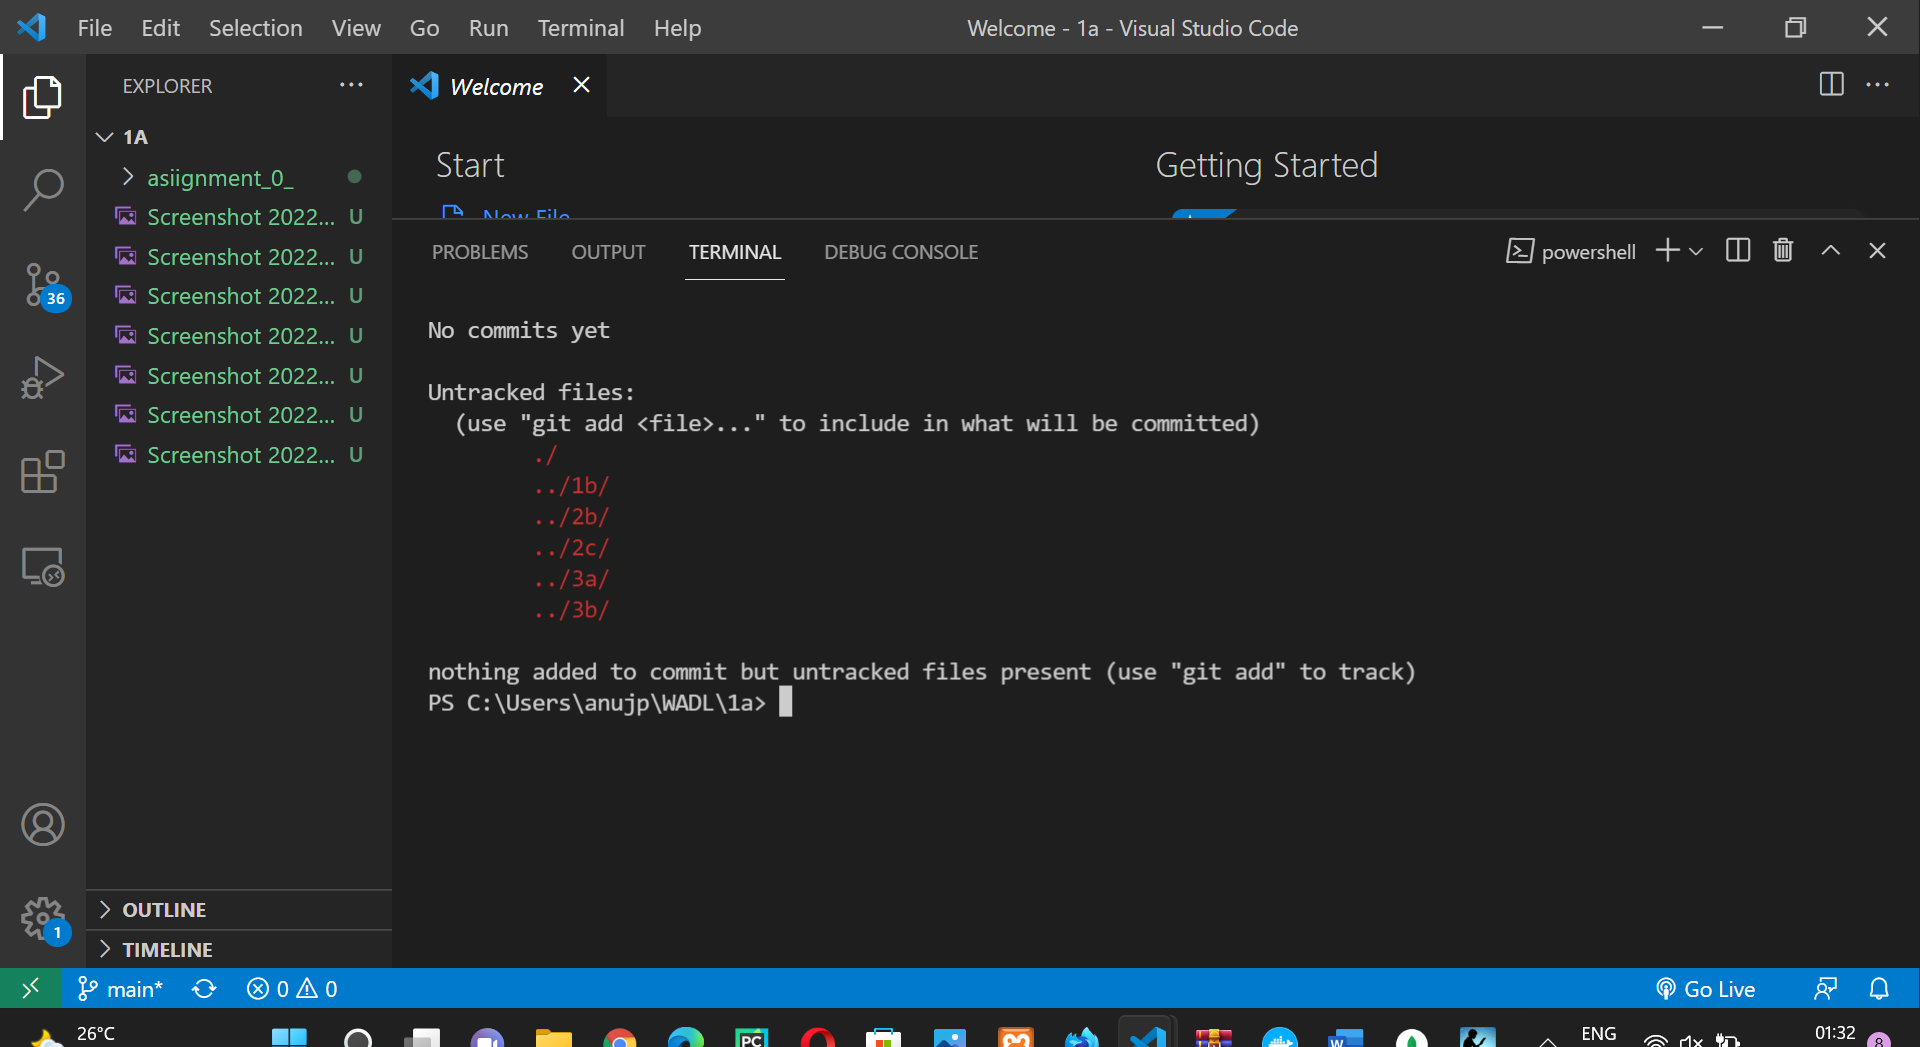 File Edit Selection View Go Run Terminal Help Welcome - 1a - Visual Studio Code
EXPLORER
Welcome
1A
asiignment_0_
Screenshot 2022... U
Screenshot 2022... U
Screenshot 2022... U
Screenshot 2022... U
Screenshot 2022... U
Screenshot 2022... U
Screenshot 2022... U
36
OUTLINE
1
TIMELINE
Start
Getting Started
New File
PROBLEMS OUTPUT TERMINAL DEBUG CONSOLE powershell
No commits yet
Untracked files:
(use "git add <file>..." to include in what will be committed)
./
../1b/
../2b/
../2c/
../3a/
../3b/
nothing added to commit but untracked files present (use "git add" to track)
PS C:\Users\anujp\WADL\1a>
main* 0 0 Go Live
26°C
PC
W
ENG
01:32
8